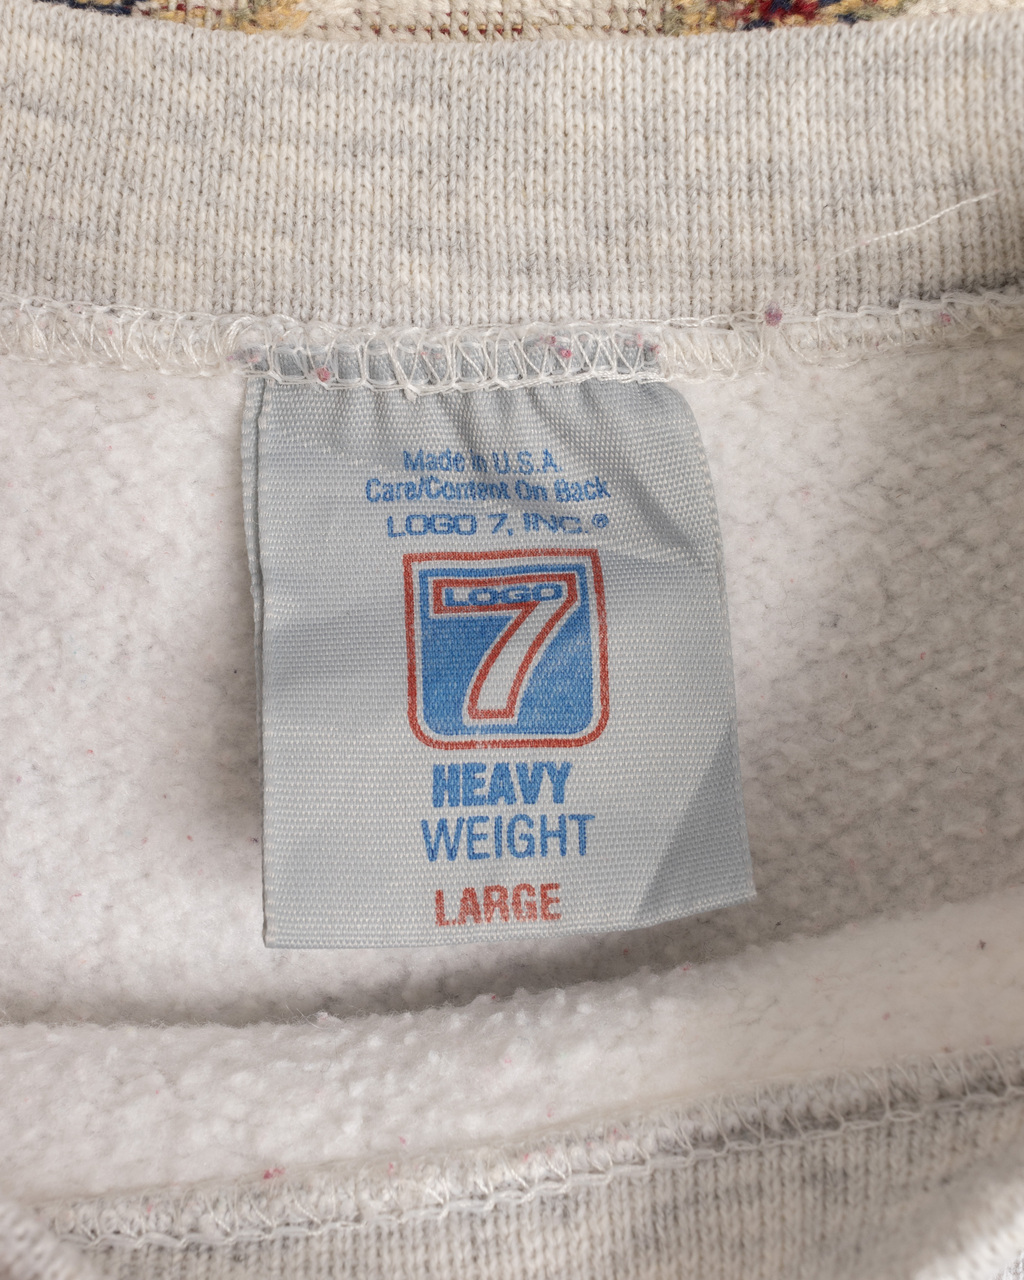 Made in U.S.A.
Care/Content On Back
LOGO 7, INC.®
LOGO
7
HEAVY
WEIGHT
LARGE